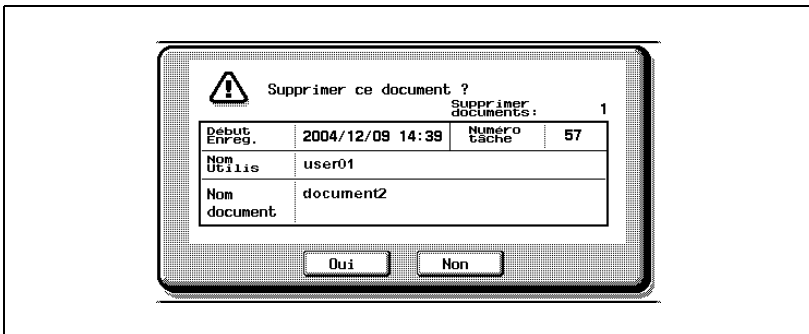 Supprimer ce document ?
Supprimer
documents: 1
Début
Enreg. 2004/12/09 14:39 Numéro
tâche 57
Nom
Utilis user01
Nom
document document2
Oui Non